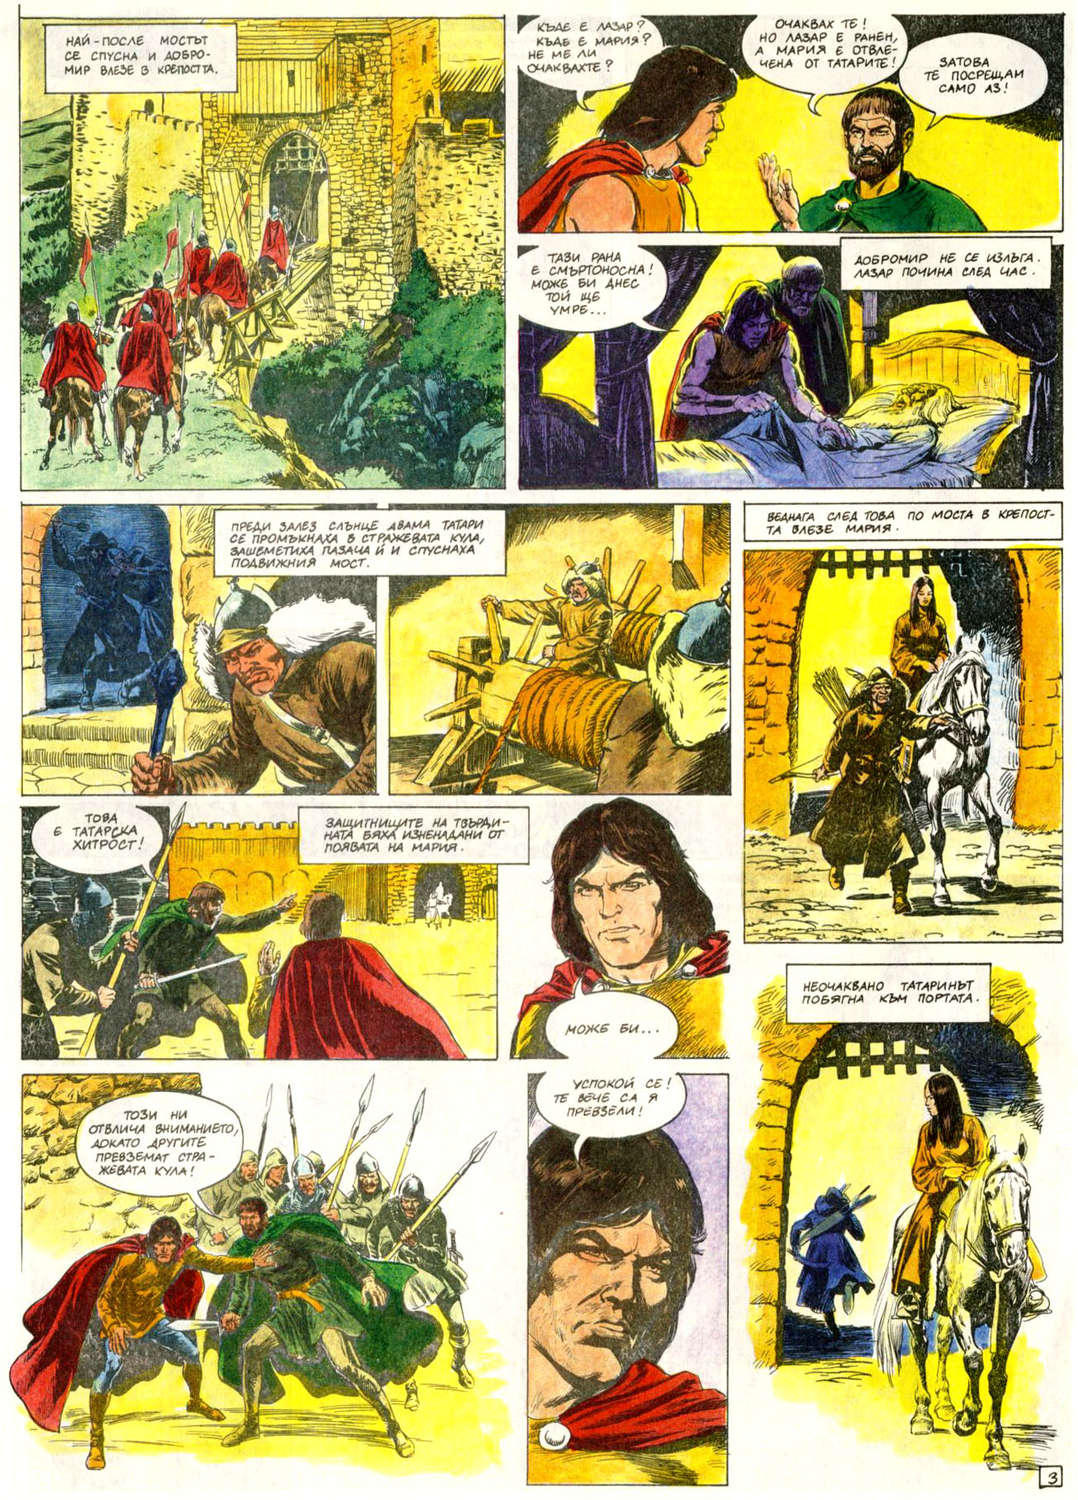 НАЙ-ПОСЛЕ МОСТЪТ
СЕ СПУСНА И ДОБРО-
МИР ВЛЕЗЕ В КРЕПОСТТА.
КЪДЕ Е ЛАЗАР?
КЪДЕ Е МАРИЯ?
НЕ МЕ ЛИ
ОЧАКВАХТЕ?
ОЧАКВАХ ТЕ!
НО ЛАЗАР Е РАНЕН,
А МАРИЯ Е ОТВЛЕ-
ЧЕНА ОТ ТАТАРИТЕ!
ЗАТОВА
ТЕ ПОСРЕЩАМ
САМО АЗ!
ТАЗИ РАНА
Е СМЪРТОНОСНА!
МОЖЕ БИ ДНЕС
ТОЙ ЩЕ
УМРЕ...
ДОБРОМИР НЕ СЕ ИЗЛЪГА.
ЛАЗАР ПОЧИНА СЛЕД ЧАС.
ПРЕДИ ЗАЛЕЗ СЛЪНЦЕ ДВАМА ТАТАРИ
СЕ ПРОМЪКНАХА В СТРАЖЕВАТА КУЛА,
ЗАШЕМЕТИХА ПАЗАЧА Й И СПУСНАХА
ПОДВИЖНИЯ МОСТ.
ВЕДНАГА СЛЕД ТОВА ПО МОСТА В КРЕПОСТ-
ТА ВЛЕЗЕ МАРИЯ.
ТОВА
Е ТАТАРСКА
ХИТРОСТ!
ЗАЩИТНИЦИТЕ НА ТВЪРДИ-
НАТА БЯХА ИЗНЕНАДАНИ ОТ
ПОЯВАТА НА МАРИЯ.
МОЖЕ БИ...
НЕОЧАКВАНО ТАТАРИНЪТ
ПОБЯГНА КЪМ ПОРТАТА.
ТОЗИ НИ
ОТВЛИЧА ВНИМАНИЕТО,
ДОКАТО ДРУГИТЕ
ПРЕВЗЕМАТ СТРА-
ЖЕВАТА КУЛА!
УСПОКОЙ СЕ!
ТЕ ВЕЧЕ СА Я
ПРЕВЗЕЛИ!
3